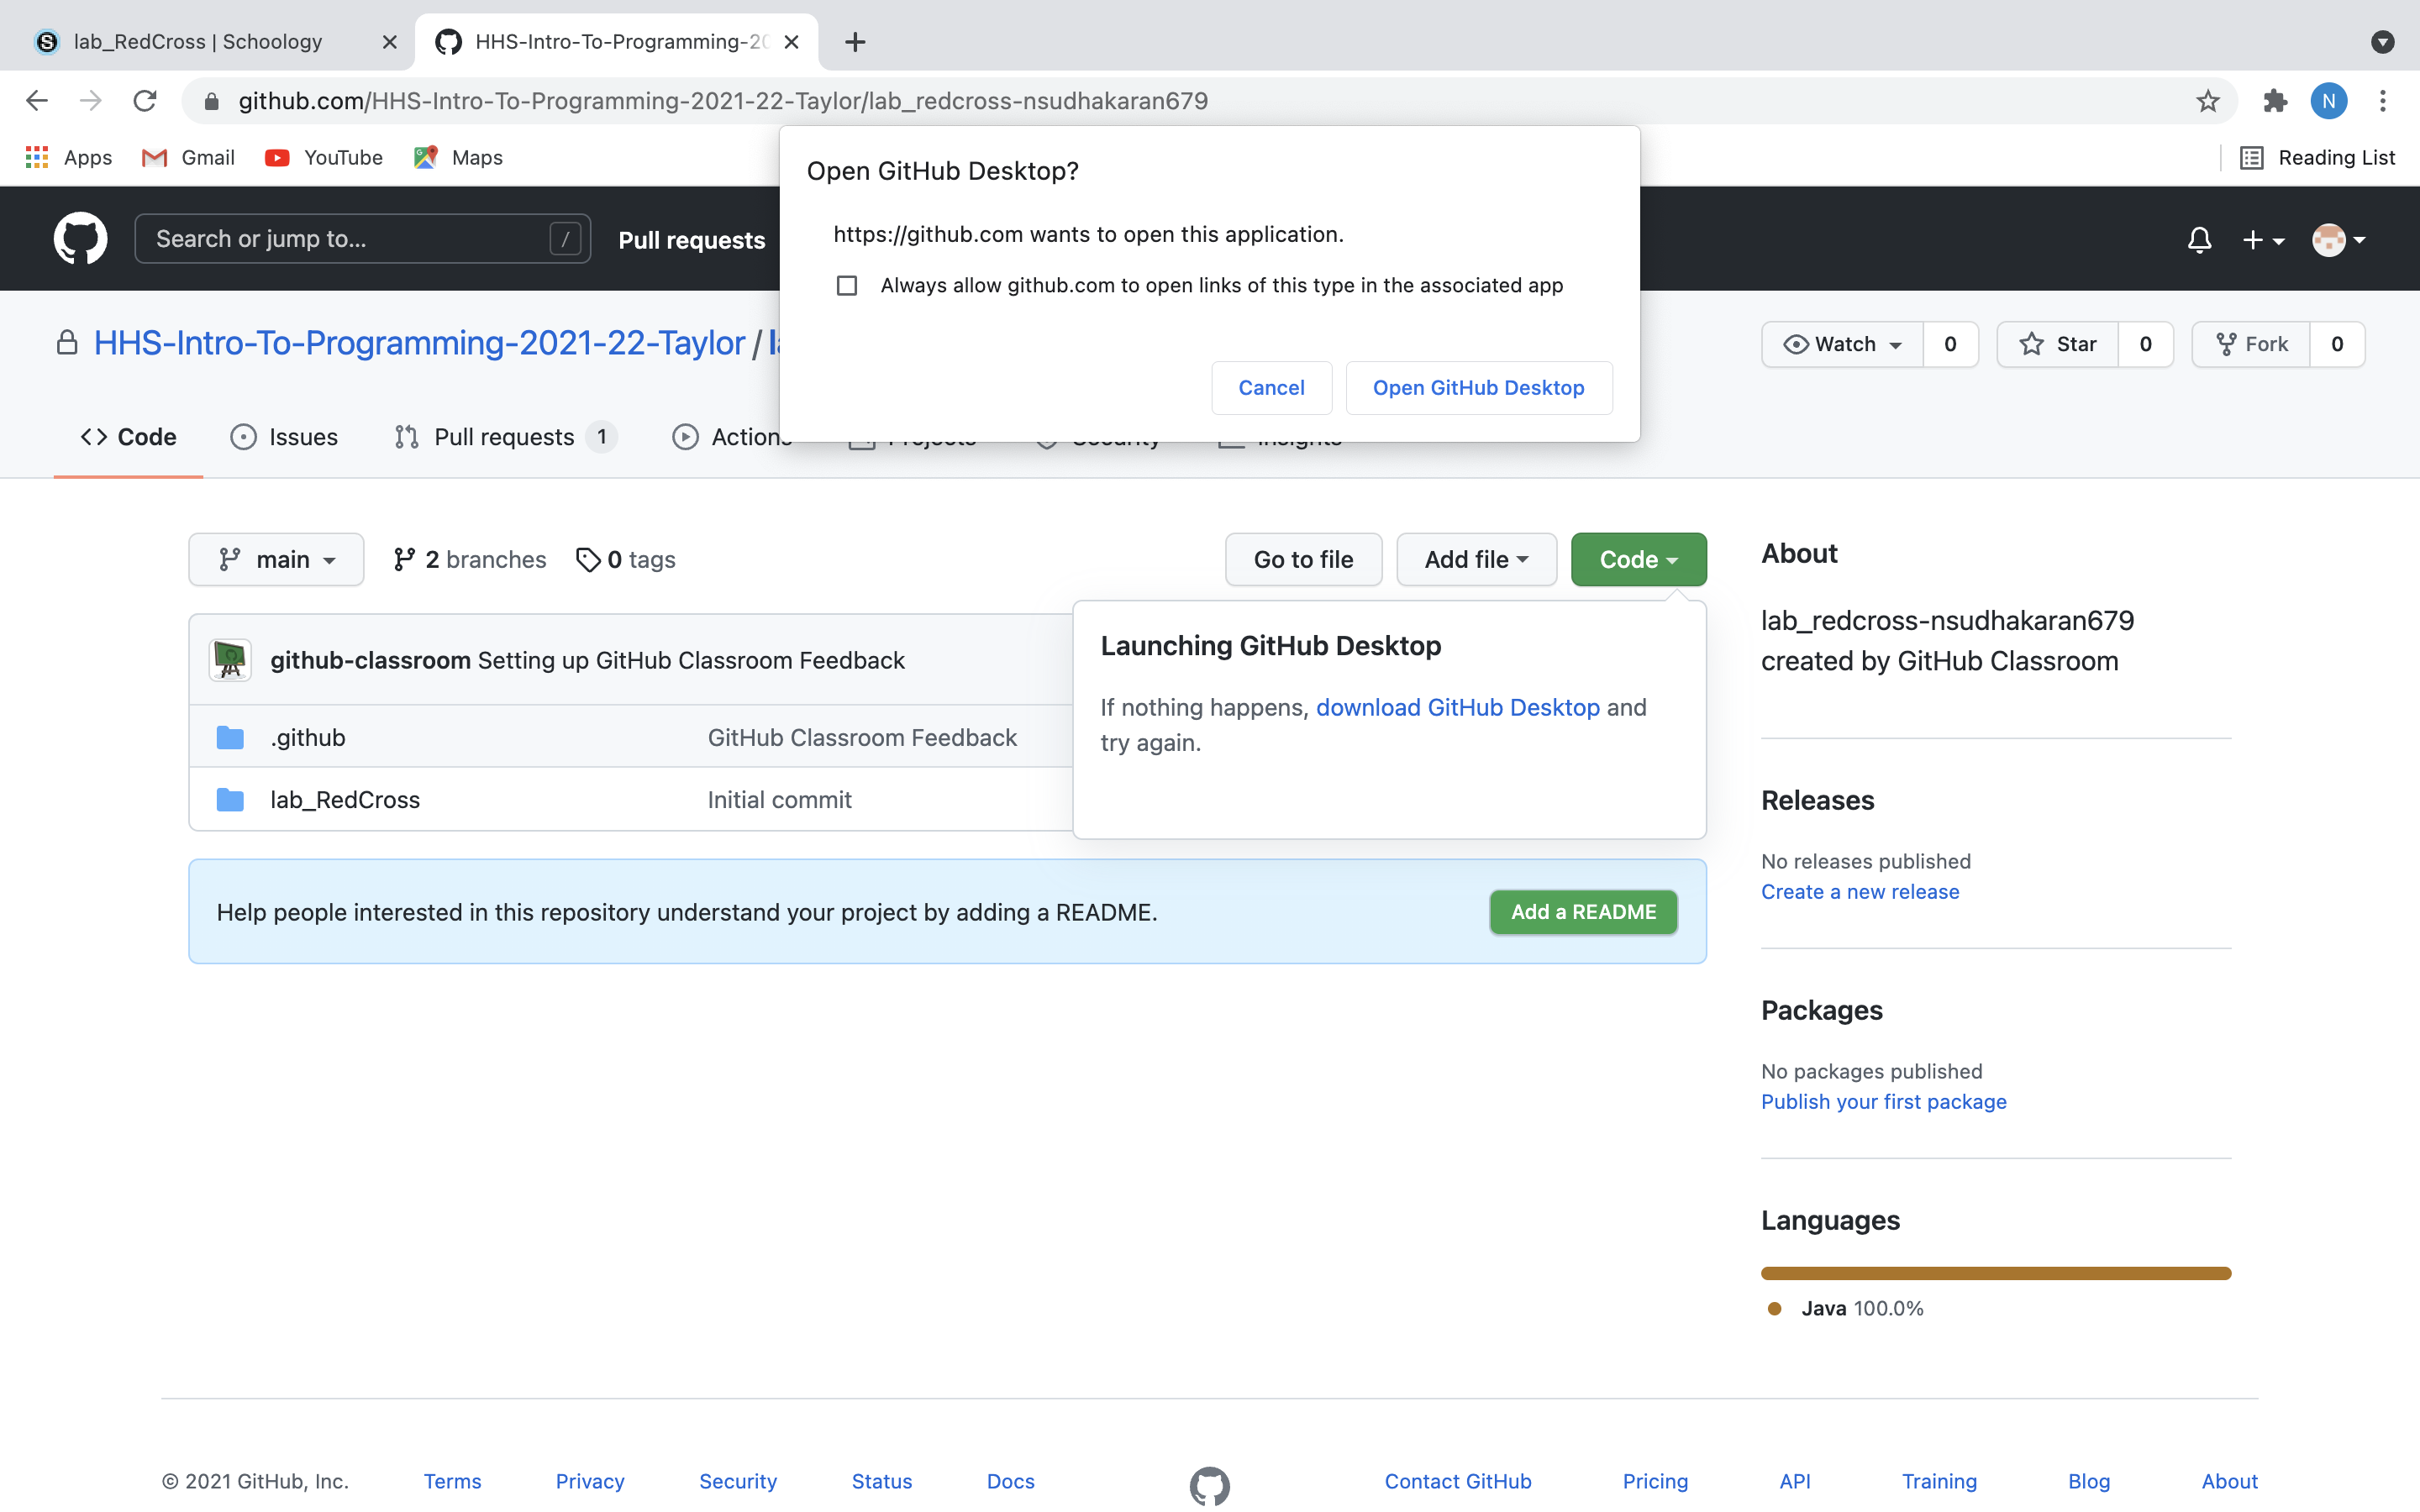 lab_RedCross | Schoology
HHS-Intro-To-Programming-20
github.com/HHS-Intro-To-Programming-2021-22-Taylor/lab_redcross-nsudhakaran679
N
Apps
Gmail
YouTube
Maps
Reading List
Open GitHub Desktop?
https://github.com wants to open this application.
Always allow github.com to open links of this type in the associated app
Cancel
Open GitHub Desktop
Search or jump to...
/
Pull requests
HHS-Intro-To-Programming-2021-22-Taylor /
Watch 0
Star 0
Fork 0
Code
Issues
Pull requests 1
Actions
Projects
Security
Insights
main
2 branches
0 tags
Go to file
Add file
Code
github-classroom Setting up GitHub Classroom Feedback
.github GitHub Classroom Feedback
lab_RedCross Initial commit
Launching GitHub Desktop
If nothing happens, download GitHub Desktop and
try again.
Help people interested in this repository understand your project by adding a README.
Add a README
About
lab_redcross-nsudhakaran679
created by GitHub Classroom
Releases
No releases published
Create a new release
Packages
No packages published
Publish your first package
Languages
Java 100.0%
© 2021 GitHub, Inc.
Terms
Privacy
Security
Status
Docs
Contact GitHub
Pricing
API
Training
Blog
About